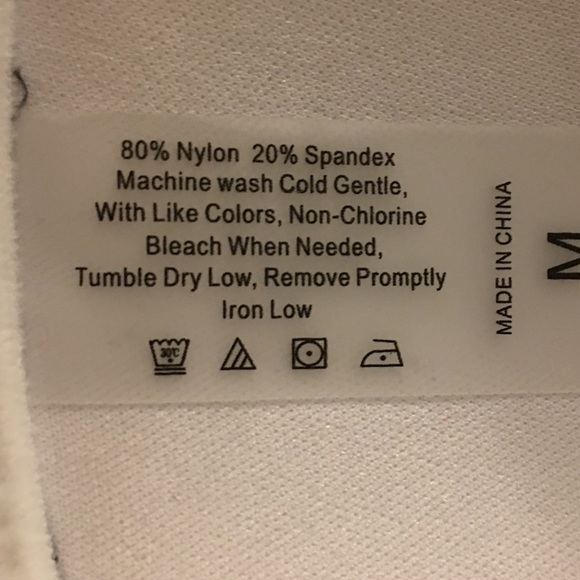 80% Nylon 20% Spandex
Machine wash Cold Gentle,
With Like Colors, Non-Chlorine
Bleach When Needed,
Tumble Dry Low, Remove Promptly
Iron Low
30°C
MADE IN CHINA
M